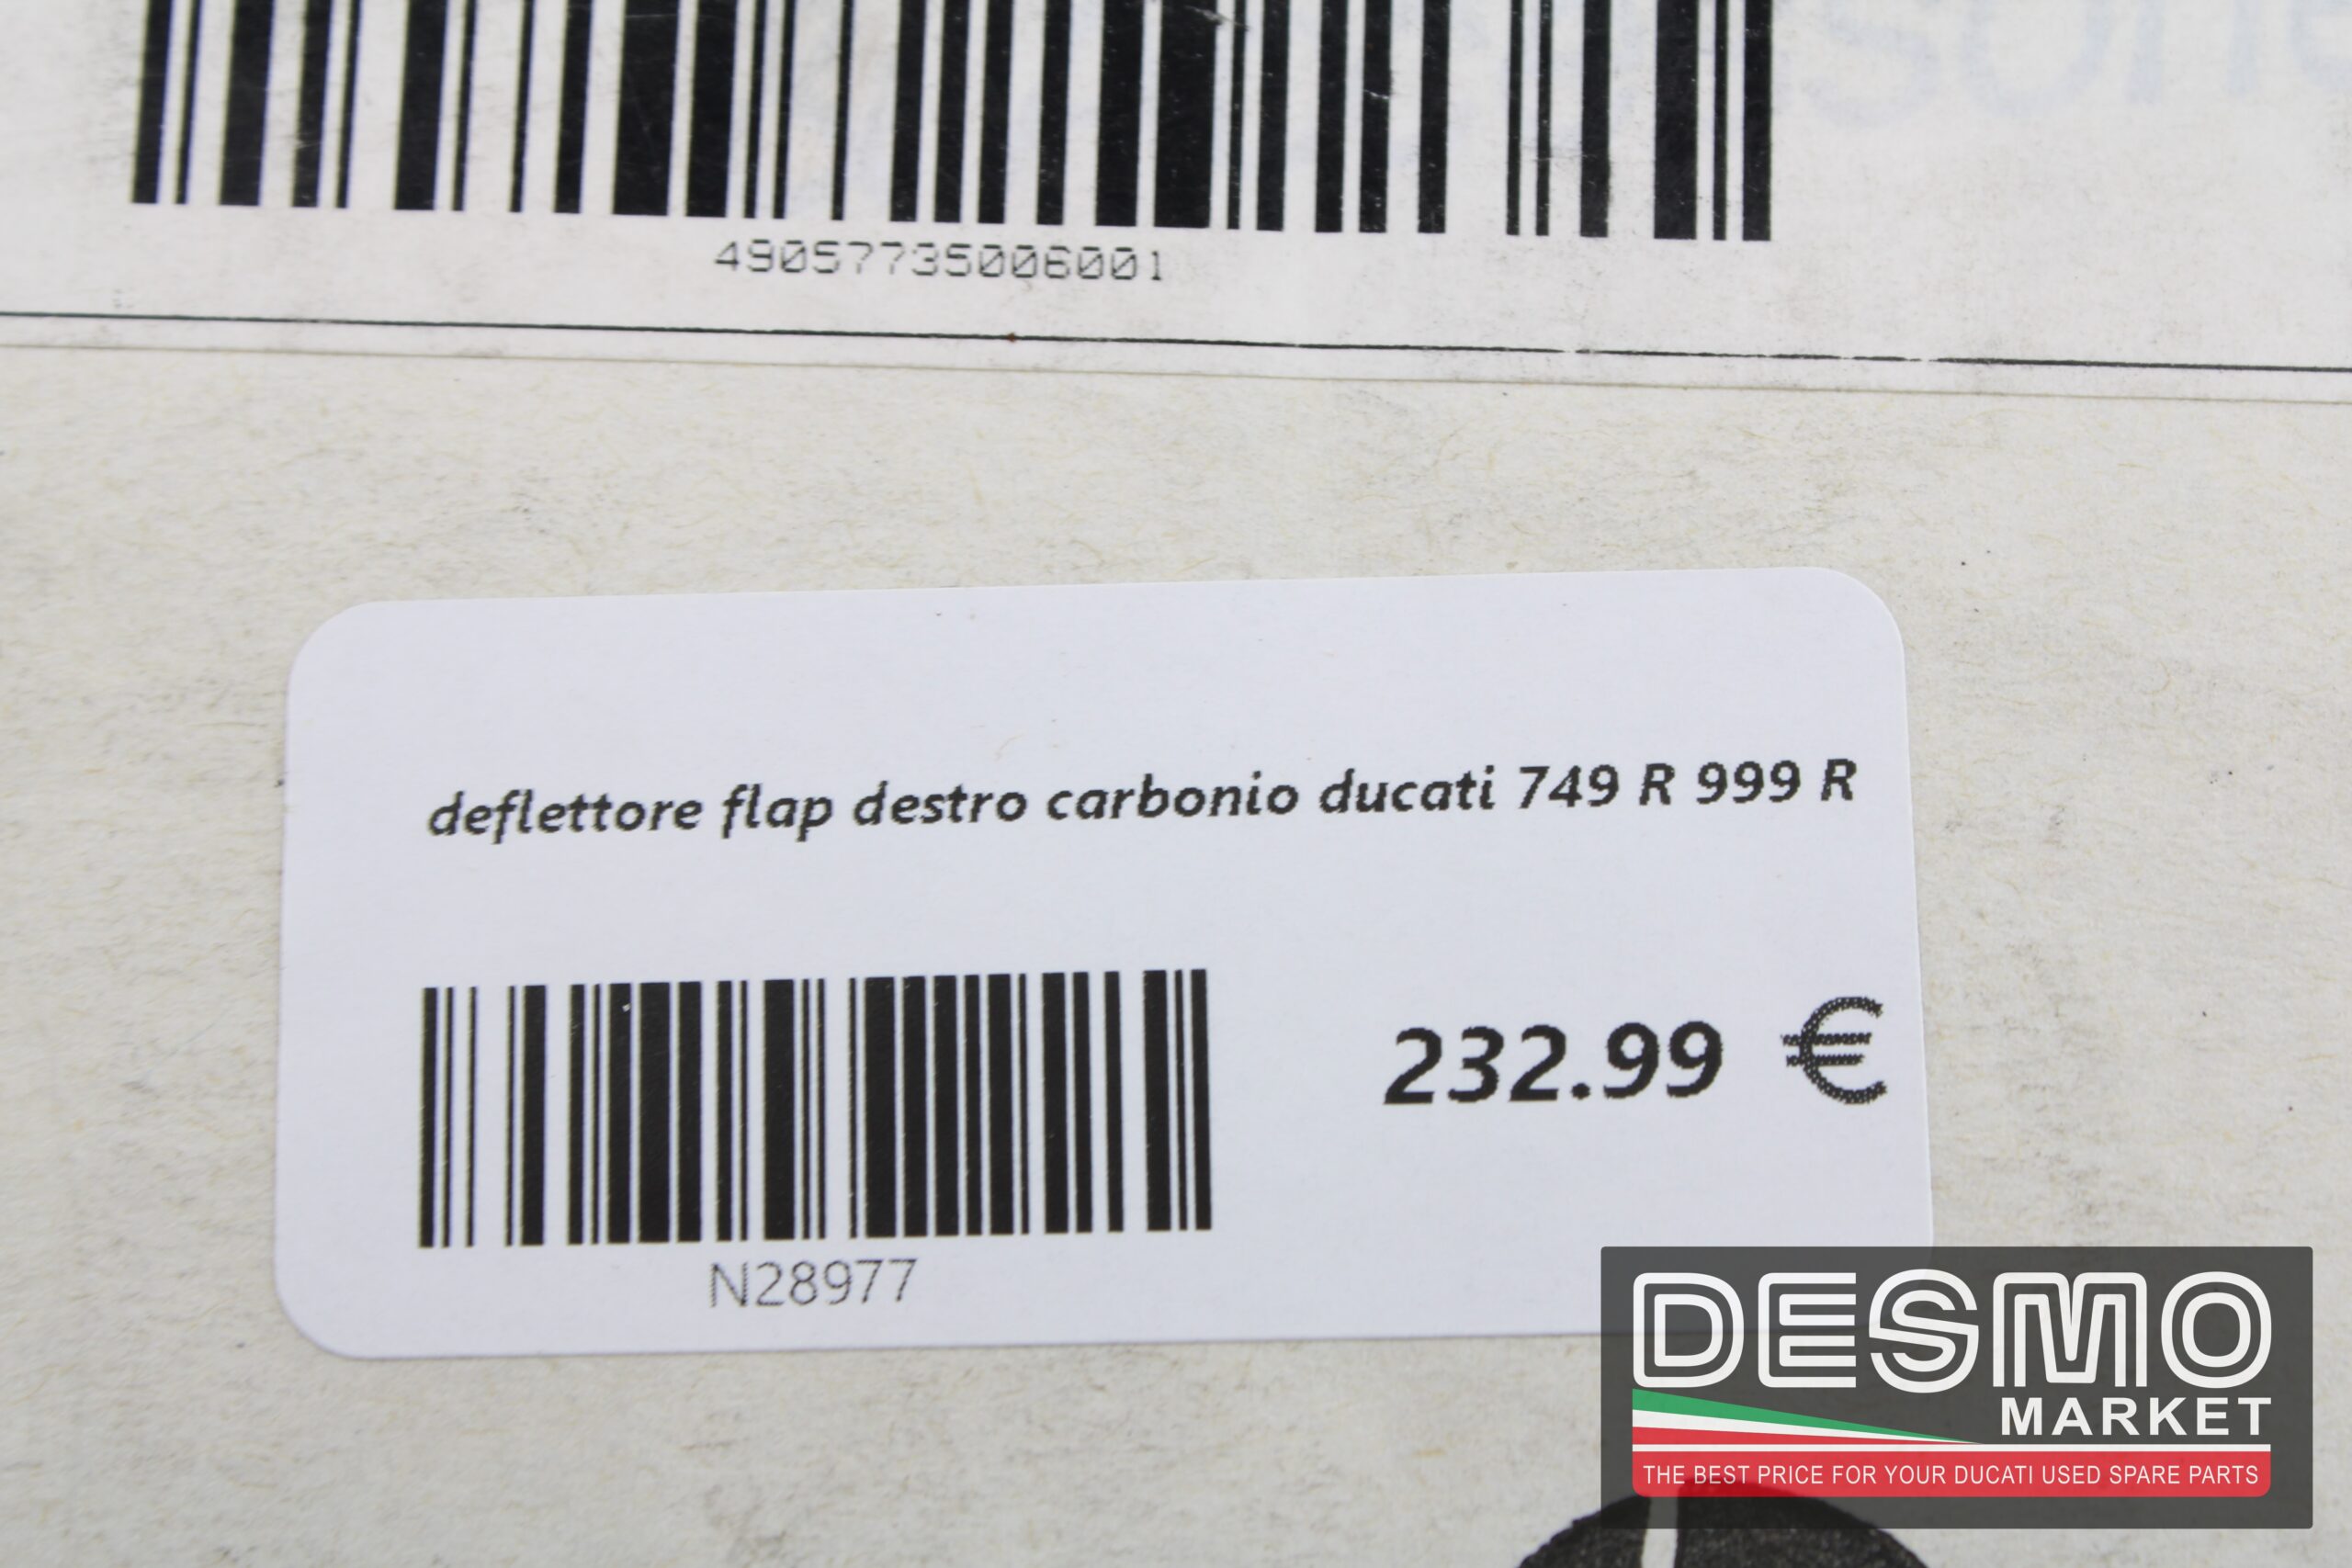 49057735006001
deflettore flap destro carbonio ducati 749 R 999 R
232.99 €
N28977
DESMO
MARKET
THE BEST PRICE FOR YOUR DUCATI USED SPARE PARTS